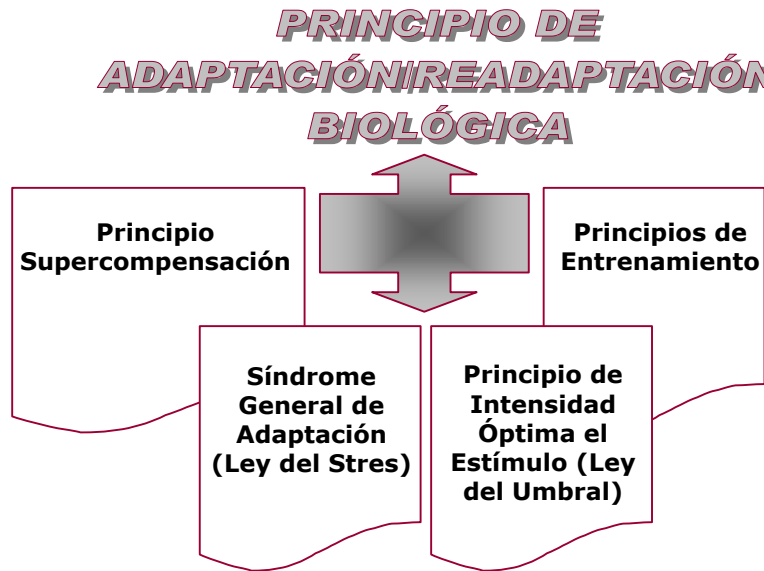 PRINCIPIO DE
ADAPTACIÓN/READAPTACIÓN
BIOLÓGICA
Principio
Supercompensación
Principios de
Entrenamiento
Síndrome
General de
Adaptación
(Ley del Stres)
Principio de
Intensidad
Óptima el
Estímulo (Ley
del Umbral)